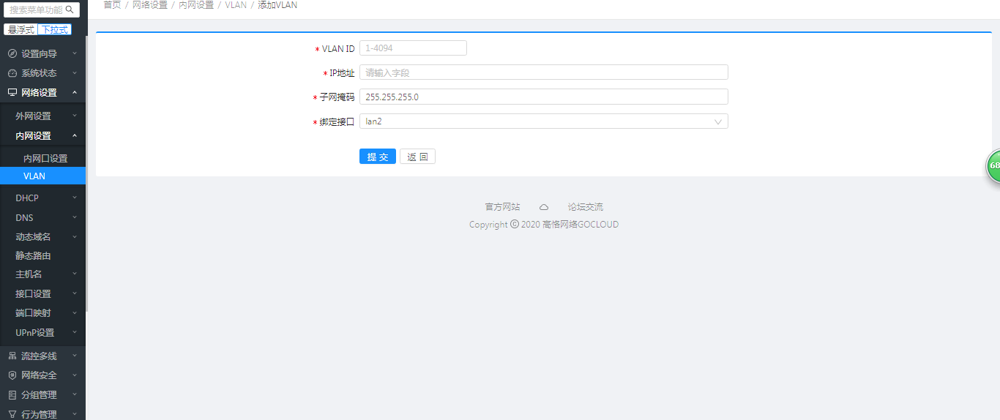 首页 / 网络设置 / 内网设置 / VLAN / 添加VLAN
搜索菜单功能
悬浮式 下拉式
设置向导
系统状态
网络设置
外网设置
内网设置
内网口设置
VLAN
DHCP
DNS
动态域名
静态路由
主机名
接口设置
端口映射
UPnP设置
流控多线
网络安全
分组管理
行为管理
* VLAN ID 1-4094
* IP地址 请输入字段
* 子网掩码 255.255.255.0
* 绑定接口 lan2
提 交 返 回
68
官方网站 论坛交流
Copyright © 2020 高恪网络GOCLOUD